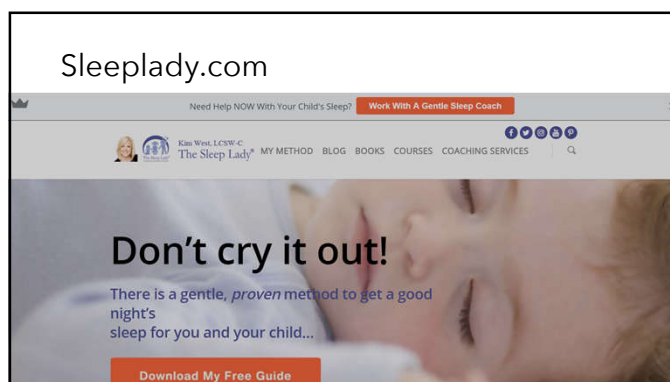 Sleeplady.com
Need Help NOW With Your Child's Sleep? Work With A Gentle Sleep Coach
Kim West, LCSW-C
The Sleep Lady® MY METHOD BLOG BOOKS COURSES COACHING SERVICES
Don't cry it out!
There is a gentle, proven method to get a good
night's
sleep for you and your child...
Download My Free Guide